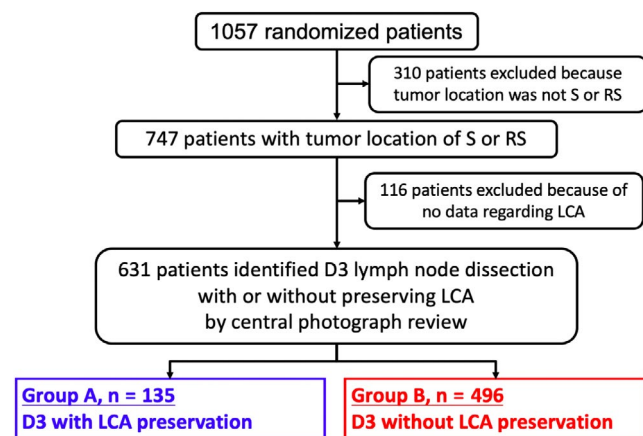 1057 randomized patients
310 patients excluded because
tumor location was not S or RS
747 patients with tumor location of S or RS
116 patients excluded because of
no data regarding LCA
631 patients identified D3 lymph node dissection
with or without preserving LCA
by central photograph review
Group A, n = 135
D3 with LCA preservation
Group B, n = 496
D3 without LCA preservation